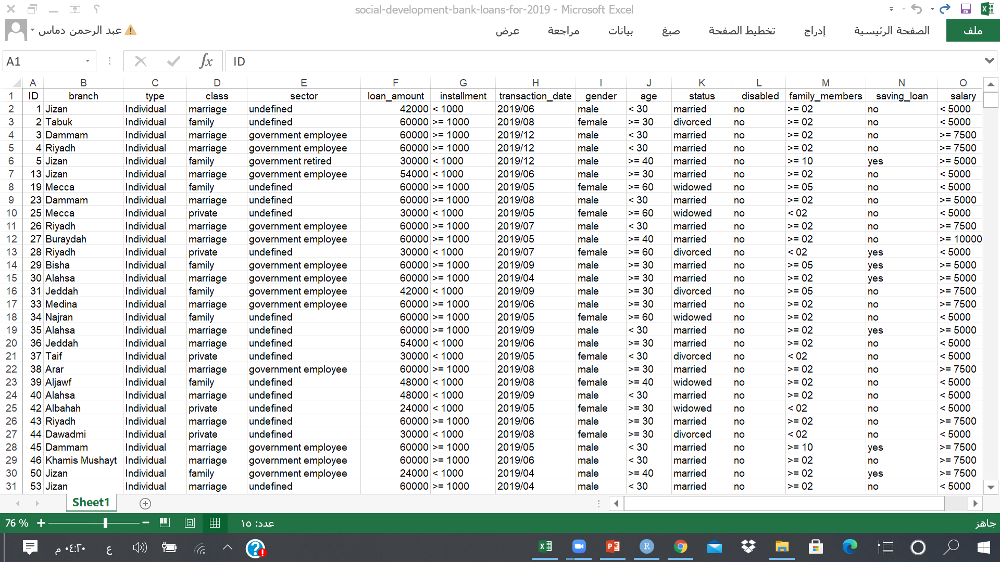 social-development-bank-loans-for-2019 - Microsoft Excel
ملف الصفحة الرئيسية إدراج تخطيط الصفحة صيغ بيانات مراجعة عرض عبد الرحمن دماس
A1 fx ID
A B C D E F G H I J K L M N O
1 ID branch type class sector loan_amount installment transaction_date gender age status disabled family_members saving_loan salary
2 1 Jizan Individual marriage undefined 42000 < 1000 2019/06 male < 30 married no >= 02 no < 5000
3 2 Tabuk Individual family undefined 60000 >= 1000 2019/08 female >= 30 divorced no >= 02 no < 5000
4 3 Dammam Individual marriage government employee 60000 >= 1000 2019/12 male < 30 married no >= 02 no >= 7500
5 4 Riyadh Individual marriage government employee 60000 >= 1000 2019/12 male < 30 married no >= 02 no >= 7500
6 5 Jizan Individual family government retired 30000 < 1000 2019/12 male >= 40 married no >= 10 yes >= 5000
7 13 Jizan Individual marriage government employee 54000 < 1000 2019/06 male >= 30 married no >= 02 no < 5000
8 19 Mecca Individual family undefined 60000 >= 1000 2019/05 female >= 60 widowed no >= 05 no < 5000
9 23 Dammam Individual marriage undefined 60000 >= 1000 2019/08 male < 30 married no >= 02 no >= 5000
10 25 Mecca Individual private undefined 30000 < 1000 2019/05 female >= 60 widowed no < 02 no < 5000
11 26 Riyadh Individual marriage government employee 60000 >= 1000 2019/07 male < 30 married no >= 02 no >= 7500
12 27 Buraydah Individual marriage government employee 60000 >= 1000 2019/05 male >= 40 married no >= 02 no >= 10000
13 28 Riyadh Individual private undefined 30000 < 1000 2019/07 female >= 60 divorced no < 02 yes < 5000
14 29 Bisha Individual family government employee 60000 >= 1000 2019/09 male >= 30 married no >= 05 yes >= 5000
15 30 Alahsa Individual marriage government employee 60000 >= 1000 2019/04 male >= 30 married no >= 02 yes >= 5000
16 31 Jeddah Individual family government employee 42000 < 1000 2019/09 male >= 30 divorced no >= 05 no >= 7500
17 33 Medina Individual marriage government employee 60000 >= 1000 2019/06 male >= 30 married no >= 02 no >= 7500
18 34 Najran Individual family undefined 60000 >= 1000 2019/05 female >= 60 widowed no >= 02 no < 5000
19 35 Alahsa Individual marriage undefined 60000 >= 1000 2019/09 male < 30 married no >= 02 yes >= 5000
20 36 Jeddah Individual marriage undefined 54000 < 1000 2019/06 male >= 30 married no >= 02 no < 5000
21 37 Taif Individual private undefined 30000 < 1000 2019/05 female < 30 divorced no < 02 no < 5000
22 38 Arar Individual marriage government employee 60000 >= 1000 2019/08 male >= 30 married no >= 02 no >= 7500
23 39 Aljawf Individual family undefined 48000 < 1000 2019/08 female >= 40 widowed no >= 02 no < 5000
24 40 Alahsa Individual marriage undefined 48000 < 1000 2019/09 male < 30 married no >= 02 no < 5000
25 42 Albahah Individual private undefined 24000 < 1000 2019/05 female >= 30 widowed no < 02 no < 5000
26 43 Riyadh Individual marriage undefined 60000 >= 1000 2019/06 male >= 30 married no >= 02 no >= 7500
27 44 Dawadmi Individual private undefined 30000 < 1000 2019/08 female >= 30 divorced no < 02 no < 5000
28 45 Dammam Individual marriage government employee 60000 >= 1000 2019/05 male < 30 married no >= 10 yes >= 7500
29 46 Khamis Mushayt Individual marriage government employee 60000 >= 1000 2019/06 male < 30 married no >= 02 no >= 7500
30 50 Jizan Individual family government employee 24000 < 1000 2019/04 male >= 40 married no >= 02 yes >= 7500
31 53 Jizan Individual marriage undefined 60000 >= 1000 2019/04 male < 30 married no >= 02 no < 5000
Sheet1
جاهز عدد: ١٥ 76 %
ع ٠٤:٢٠ م